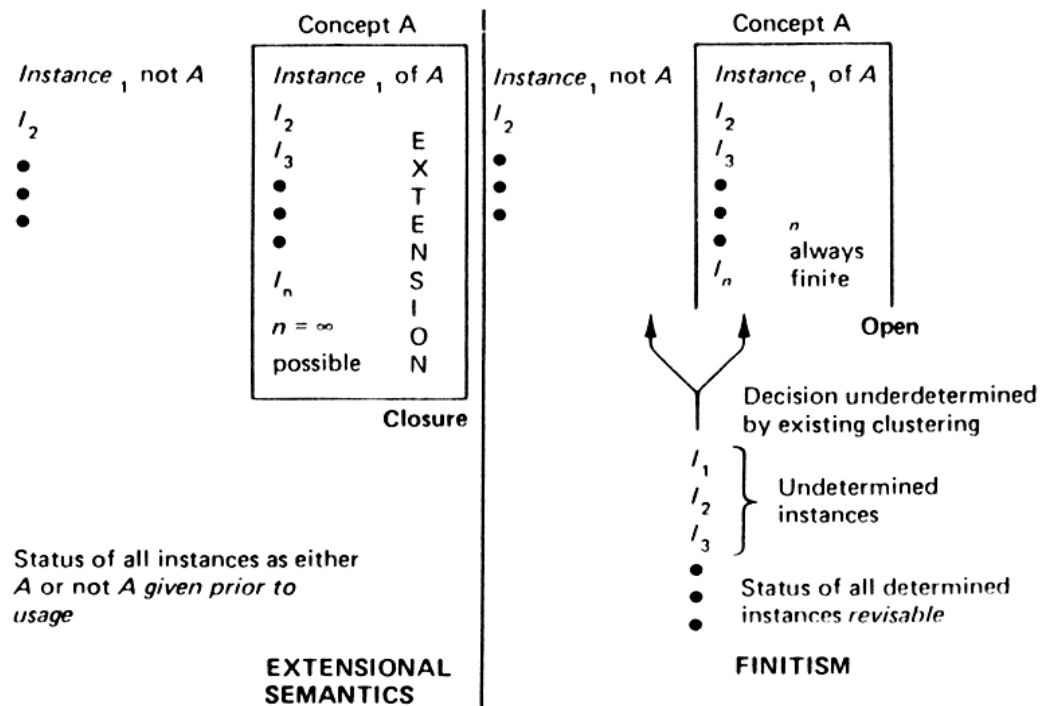 Concept A
Instance₁ not A
Instance₁ of A
I₂
I₂
I₃
Iₙ
n = ∞
possible
EXTENSION
Closure
Status of all instances as either
A or not A given prior to
usage
EXTENSIONAL
SEMANTICS
Concept A
Instance₁ not A
Instance₁ of A
I₂
I₂
I₃
n
always
finite
Iₙ
Open
Decision underdetermined
by existing clustering
I₁
I₂
I₃
Undetermined
instances
Status of all determined
instances revisable
FINITISM